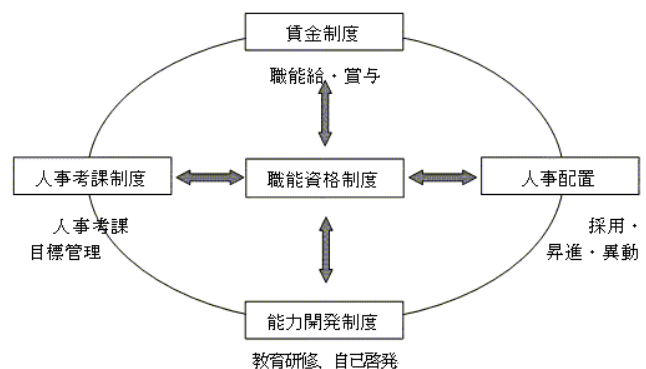 賃金制度
職能給・賞与
人事考課制度
職能資格制度
人事配置
人事考課
目標管理
採用・
昇進・異動
能力開発制度
教育研修、自己啓発